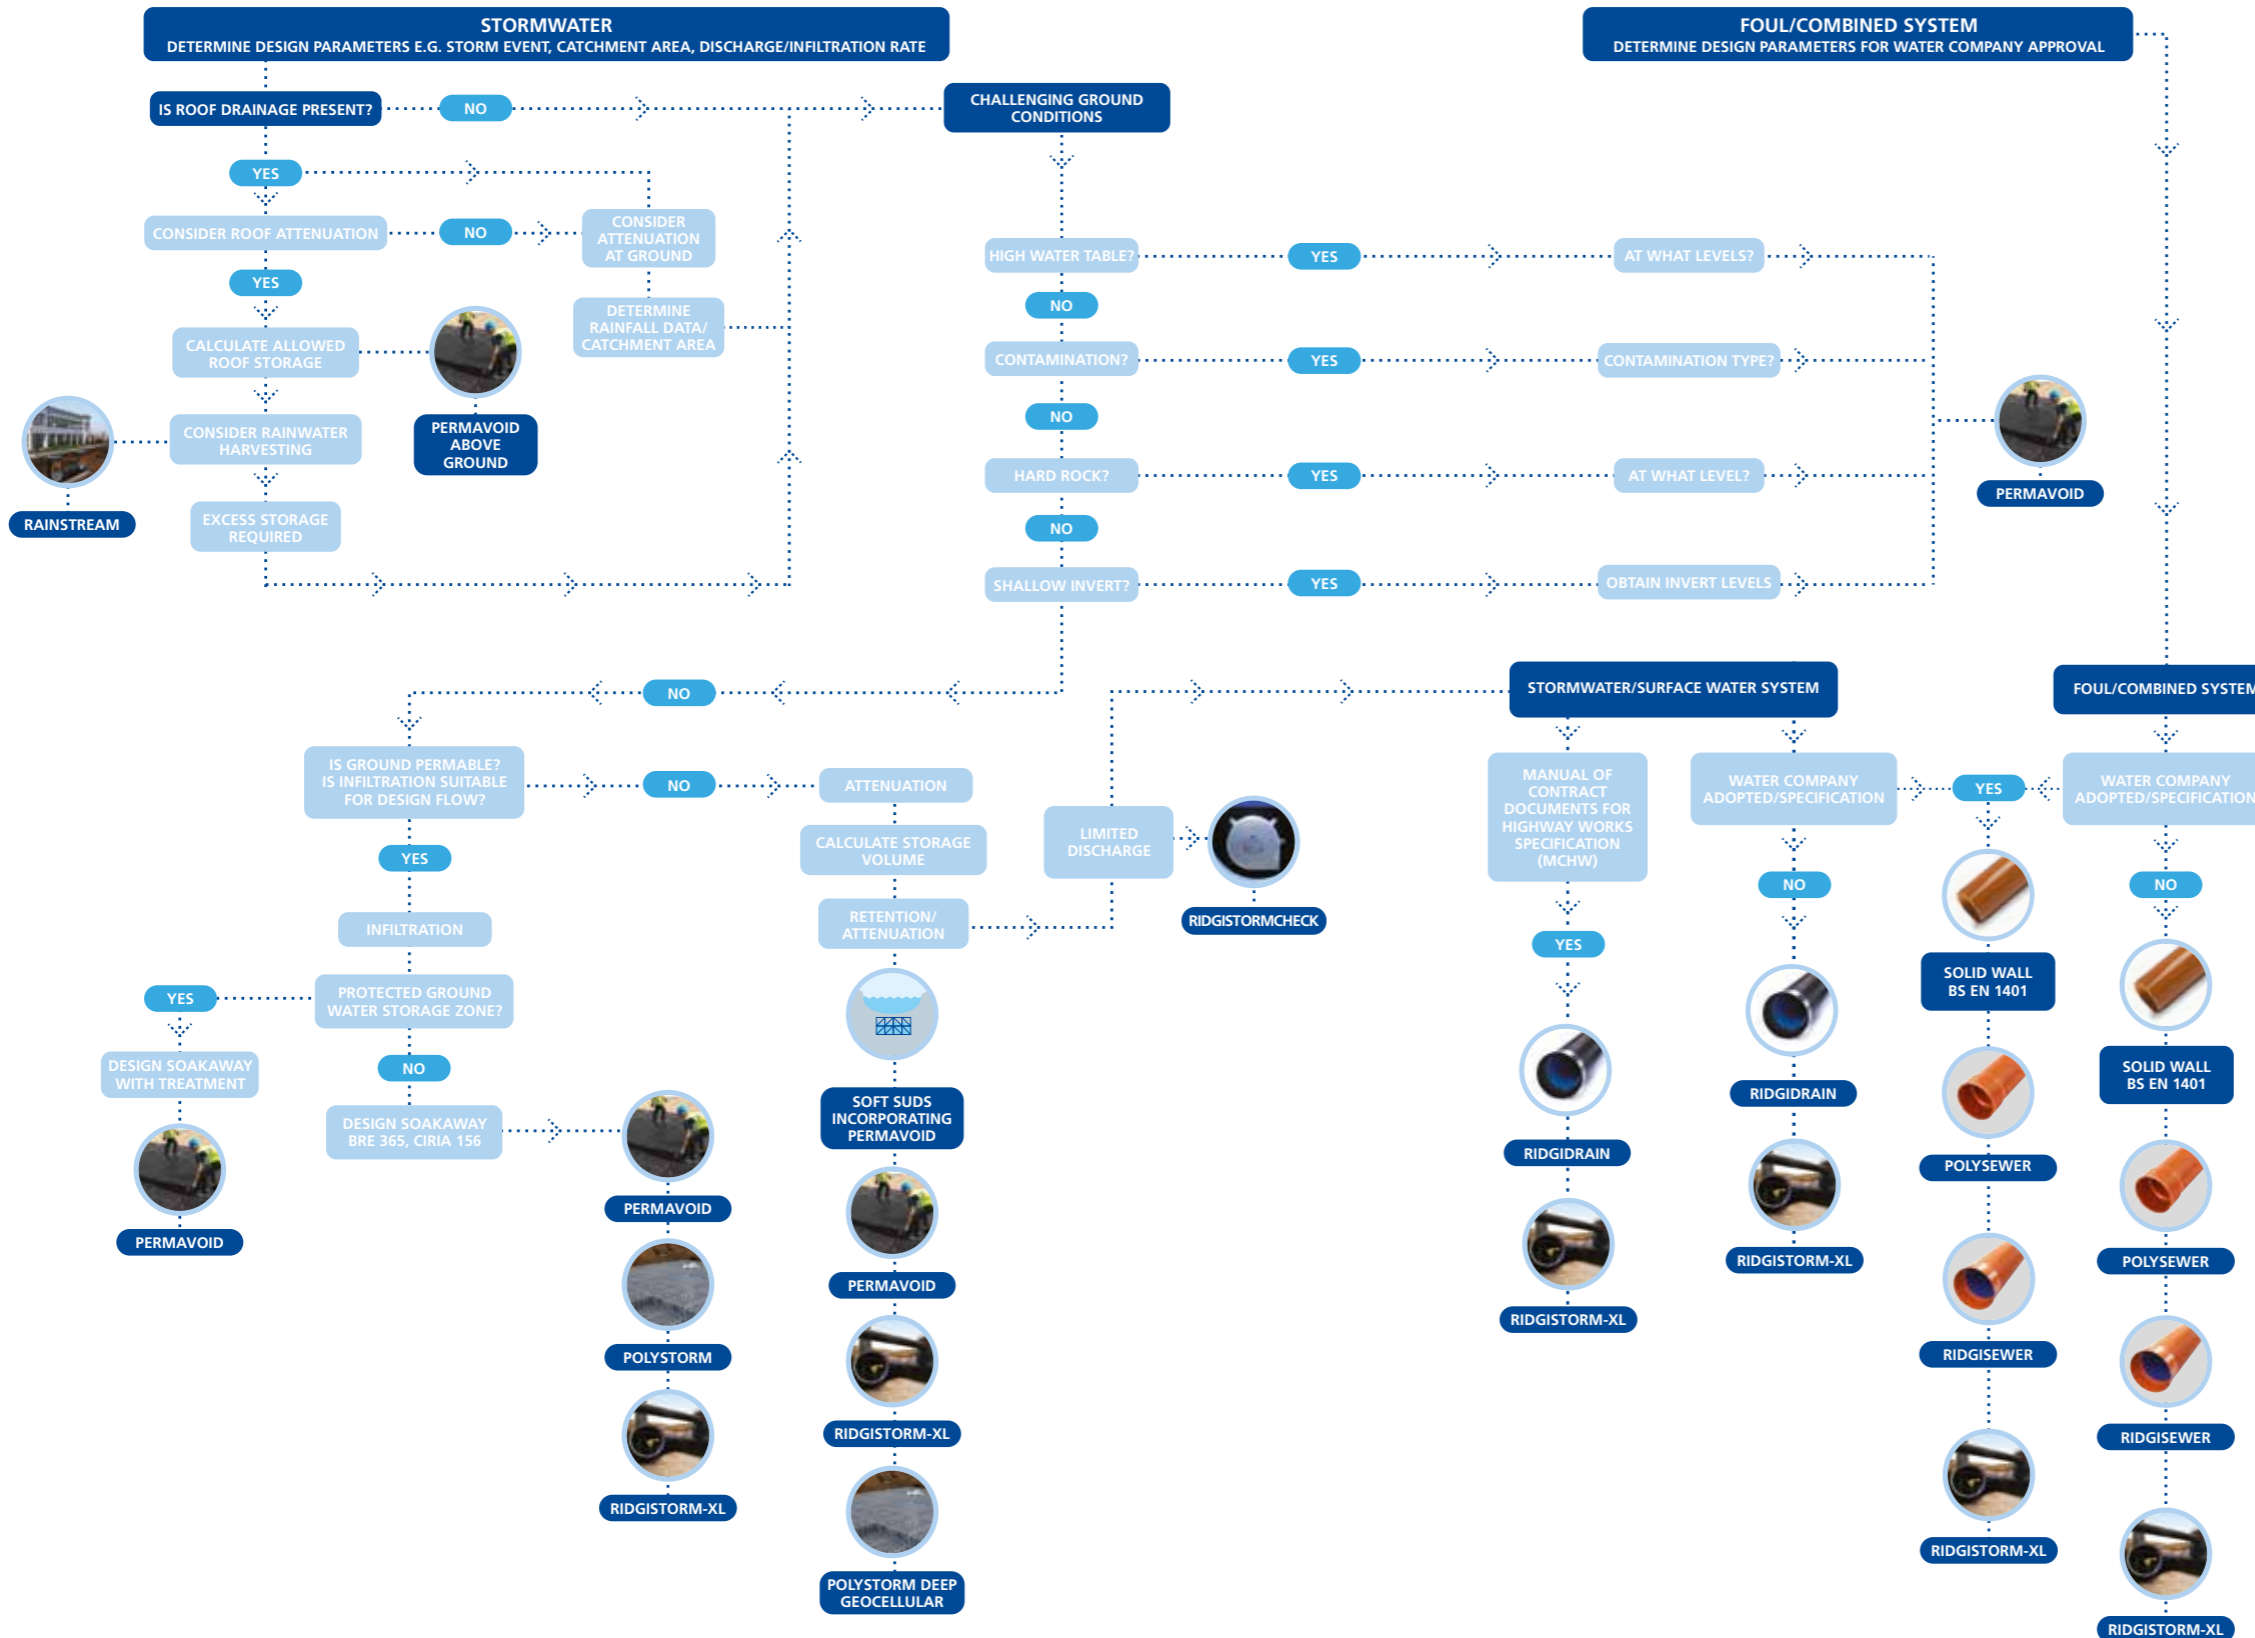 STORMWATER
DETERMINE DESIGN PARAMETERS E.G. STORM EVENT, CATCHMENT AREA, DISCHARGE/INFILTRATION RATE
FOUL/COMBINED SYSTEM
DETERMINE DESIGN PARAMETERS FOR WATER COMPANY APPROVAL
IS ROOF DRAINAGE PRESENT?
NO
CHALLENGING GROUND
CONDITIONS
YES
CONSIDER ROOF ATTENUATION
NO
CONSIDER
ATTENUATION
AT GROUND
YES
DETERMINE
RAINFALL DATA/
CATCHMENT AREA
CALCULATE ALLOWED
ROOF STORAGE
PERMAVOID
ABOVE
GROUND
CONSIDER RAINWATER
HARVESTING
RAINSTREAM
EXCESS STORAGE
REQUIRED
HIGH WATER TABLE?
YES
AT WHAT LEVELS?
NO
CONTAMINATION?
YES
CONTAMINATION TYPE?
NO
HARD ROCK?
YES
AT WHAT LEVEL?
PERMAVOID
NO
SHALLOW INVERT?
YES
OBTAIN INVERT LEVELS
NO
IS GROUND PERMABLE?
IS INFILTRATION SUITABLE
FOR DESIGN FLOW?
NO
ATTENUATION
YES
CALCULATE STORAGE
VOLUME
INFILTRATION
RETENTION/
ATTENUATION
LIMITED
DISCHARGE
RIDGISTORMCHECK
PROTECTED GROUND
WATER STORAGE ZONE?
YES
DESIGN SOAKAWAY
WITH TREATMENT
PERMAVOID
NO
DESIGN SOAKAWAY
BRE 365, CIRIA 156
PERMAVOID
POLYSTORM
RIDGISTORM-XL
SOFT SUDS
INCORPORATING
PERMAVOID
PERMAVOID
RIDGISTORM-XL
POLYSTORM DEEP
GEOCELLULAR
STORMWATER/SURFACE WATER SYSTEM
MANUAL OF
CONTRACT
DOCUMENTS FOR
HIGHWAY WORKS
SPECIFICATION
(MCHW)
YES
RIDGIDRAIN
RIDGISTORM-XL
WATER COMPANY
ADOPTED/SPECIFICATION
NO
RIDGIDRAIN
RIDGISTORM-XL
YES
SOLID WALL
BS EN 1401
POLYSEWER
RIDGISEWER
RIDGISTORM-XL
FOUL/COMBINED SYSTEM
WATER COMPANY
ADOPTED/SPECIFICATION
NO
SOLID WALL
BS EN 1401
POLYSEWER
RIDGISEWER
RIDGISTORM-XL